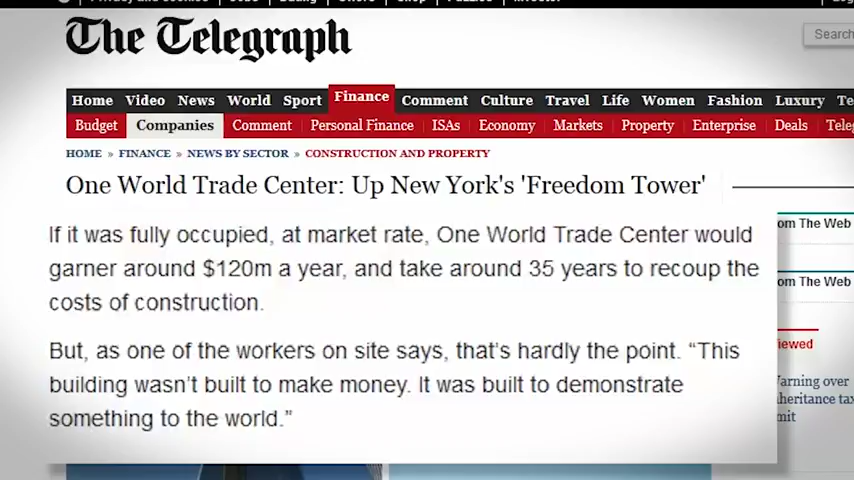 The Telegraph
Search
Home Video News World Sport Finance Comment Culture Travel Life Women Fashion Luxury
Budget Companies Comment Personal Finance ISAs Economy Markets Property Enterprise Deals
HOME » FINANCE » NEWS BY SECTOR » CONSTRUCTION AND PROPERTY
One World Trade Center: Up New York's 'Freedom Tower'
If it was fully occupied, at market rate, One World Trade Center would
garner around $120m a year, and take around 35 years to recoup the
costs of construction.
But, as one of the workers on site says, that's hardly the point. “This
building wasn't built to make money. It was built to demonstrate
something to the world.”
om The Web
om The Web
iewed
Warning over
nheritance tax
mit